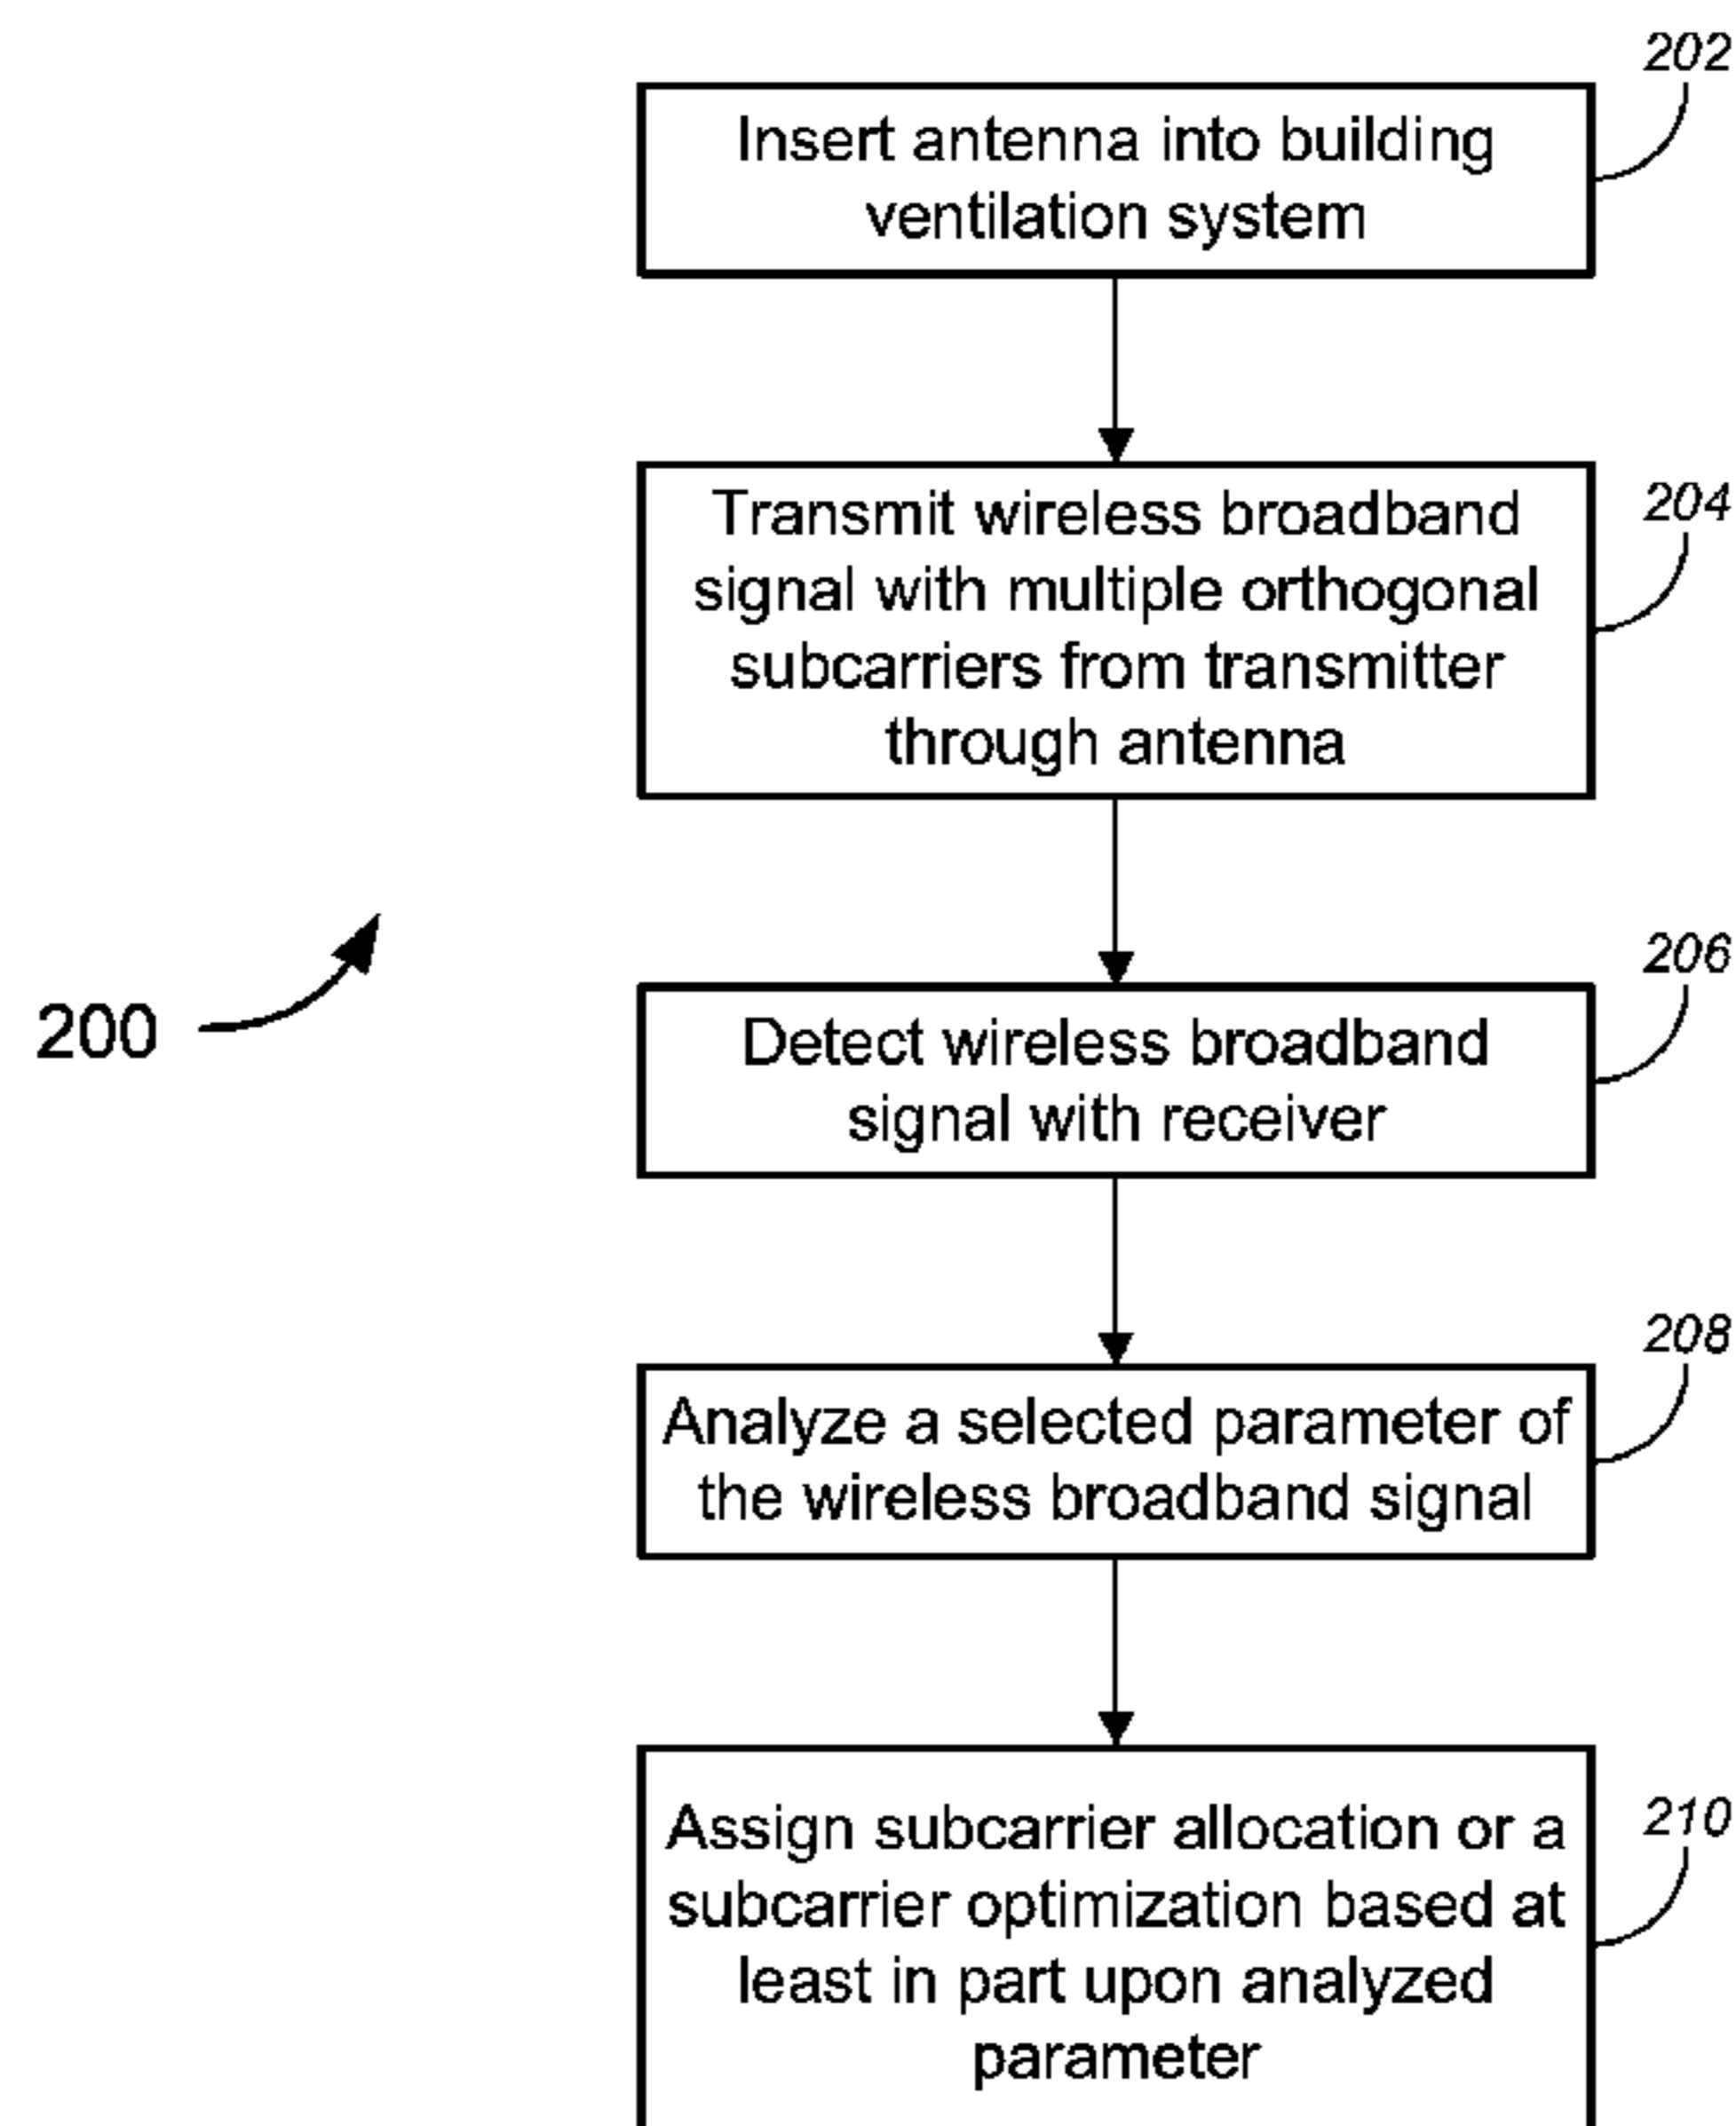 202
Insert antenna into building
ventilation system
204
Transmit wireless broadband
signal with multiple orthogonal
subcarriers from transmitter
through antenna
200
206
Detect wireless broadband
signal with receiver
208
Analyze a selected parameter of
the wireless broadband signal
210
Assign subcarrier allocation or a
subcarrier optimization based at
least in part upon analyzed
parameter